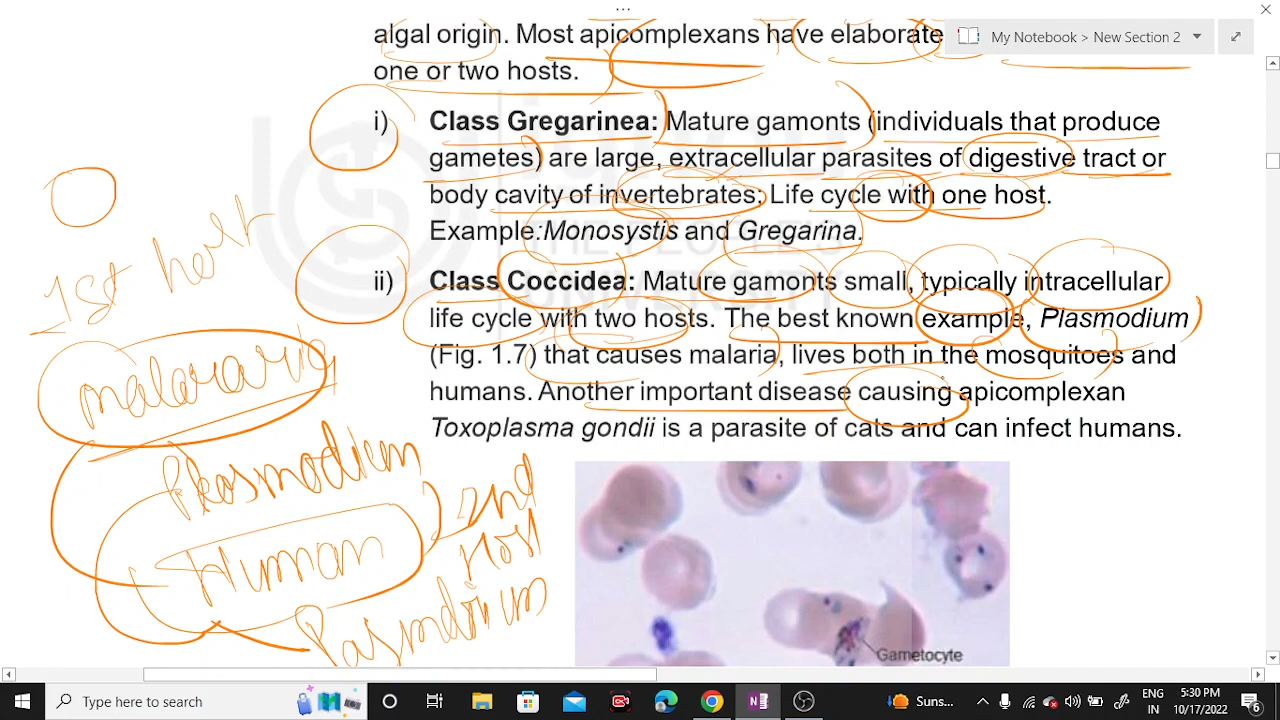 ...
My Notebook > New Section 2
algal origin. Most apicomplexans have elaborate
one or two hosts.
i) Class Gregarinea: Mature gamonts (individuals that produce
gametes) are large, extracellular parasites of digestive tract or
body cavity of invertebrates; Life cycle with one host.
Example:Monosystis and Gregarina.
ii) Class Coccidea: Mature gamonts small, typically intracellular
life cycle with two hosts. The best known example, Plasmodium
(Fig. 1.7) that causes malaria, lives both in the mosquitoes and
humans. Another important disease causing apicomplexan
Toxoplasma gondii is a parasite of cats and can infect humans.
THE PEOPLE'S
UNIVERSITY
1st host
Human
2nd
Host
Gametocyte
Type here to search
Suns...
ENG
IN
5:30 PM
10/17/2022
6